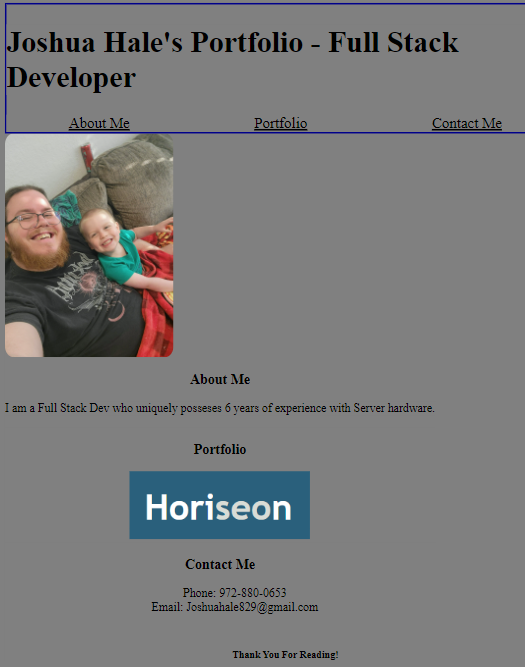 Joshua Hale's Portfolio - Full Stack
Developer
About Me
Portfolio
Contact Me
About Me
I am a Full Stack Dev who uniquely posseses 6 years of experience with Server hardware.
Portfolio
Horiseon
Contact Me
Phone: 972-880-0653
Email: Joshuahale829@gmail.com
Thank You For Reading!